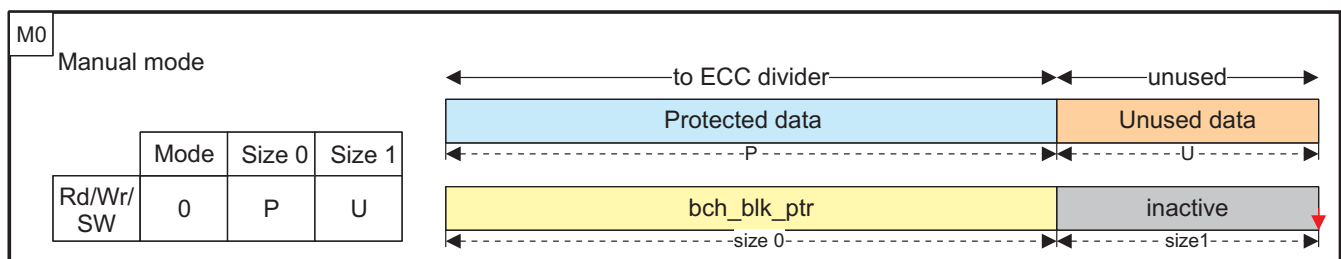 M0
Manual mode
to ECC divider
unused
Protected data
Unused data
P
U
Mode
Size 0
Size 1
Rd/Wr/
SW
0
P
U
bch_blk_ptr
inactive
size 0
size1